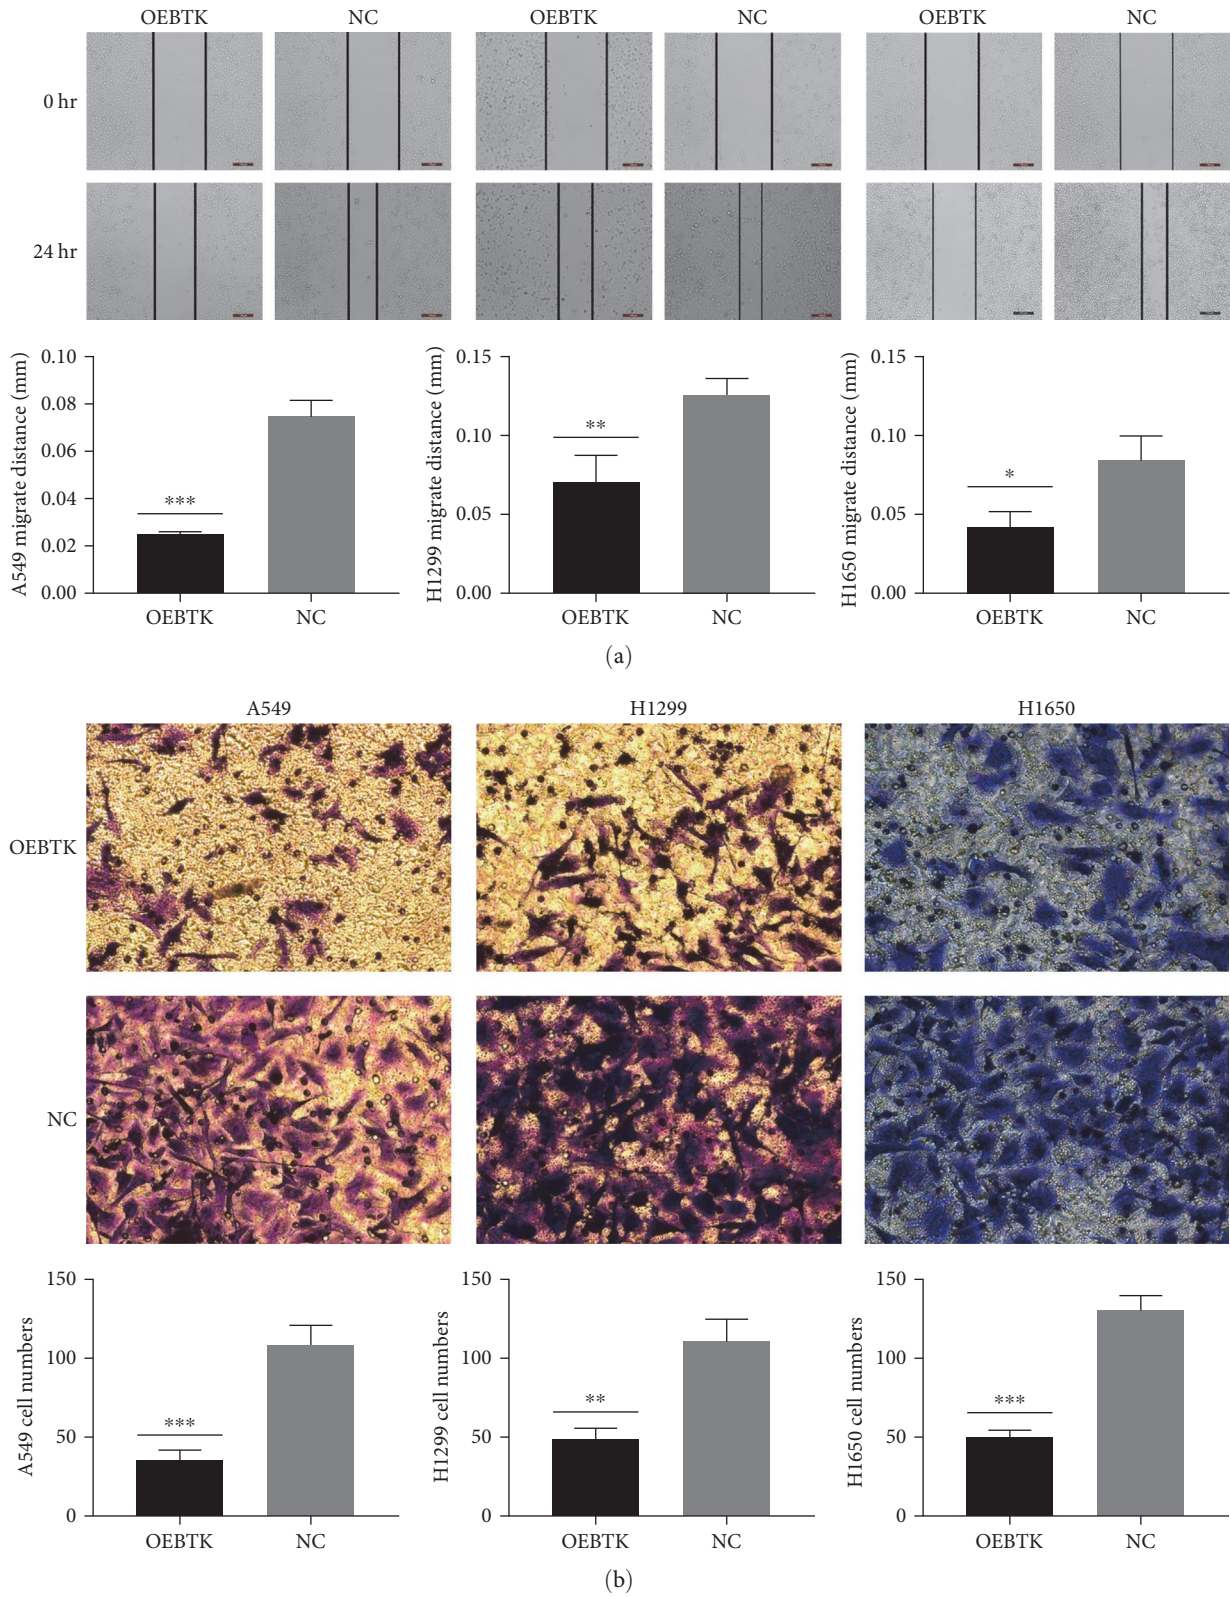 OEBTK NC OEBTK NC OEBTK NC
0 hr
24 hr
A549 migrate distance (mm)
0.10
0.08
0.06
0.04
0.02
0.00
***
OEBTK NC
H1299 migrate distance (mm)
0.15
0.10
0.05
0.00
**
OEBTK NC
H1650 migrate distance (mm)
0.15
0.10
0.05
0.00
*
OEBTK NC
(a)
A549 H1299 H1650
OEBTK
NC
A549 cell numbers
150
100
50
0
***
OEBTK NC
H1299 cell numbers
150
100
50
0
**
OEBTK NC
H1650 cell numbers
150
100
50
0
***
OEBTK NC
(b)